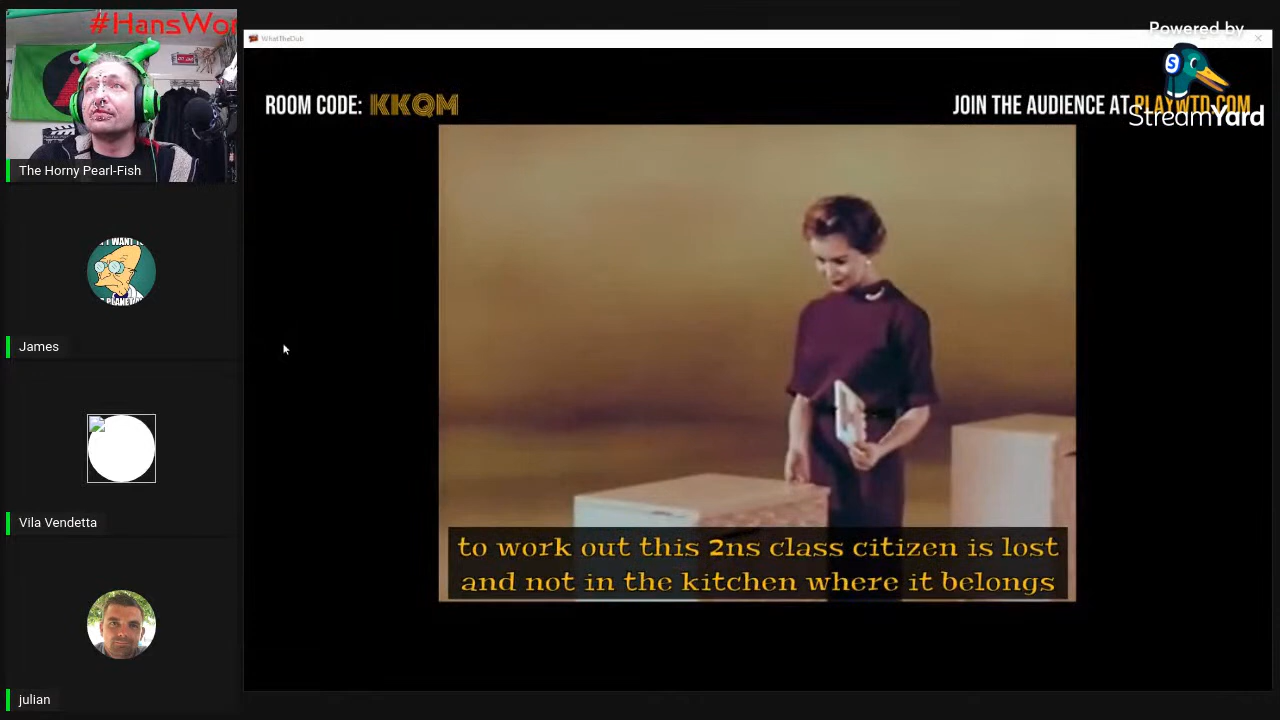 #HansWor
The Horny Pearl-Fish
James
Vila Vendetta
julian
WhatTheDub
ROOM CODE: KKQM
JOIN THE AUDIENCE AT PLAYWTD.COM
Powered by
S
StreamYard
to work out this 2ns class citizen is lost
and not in the kitchen where it belongs